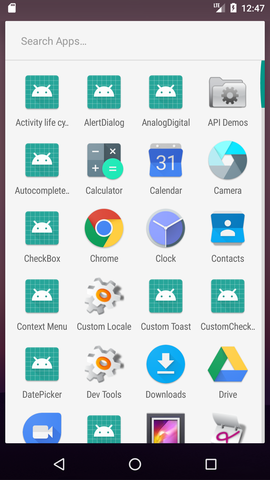 LTE 12:47
Search Apps...
Activity life cy.. AlertDialog AnalogDigital API Demos
31
Autocomplete.. Calculator Calendar Camera
CheckBox Chrome Clock Contacts
Context Menu Custom Locale Custom Toast CustomCheck..
DatePicker Dev Tools Downloads Drive